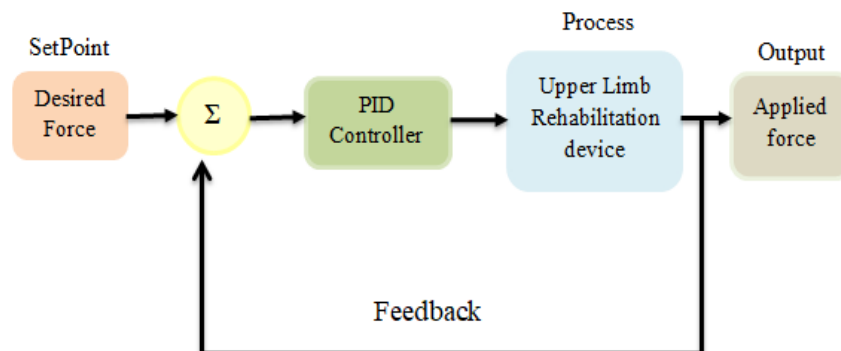 SetPoint
Desired
Force
Σ
PID
Controller
Process
Upper Limb
Rehabilitation
device
Output
Applied
force
Feedback